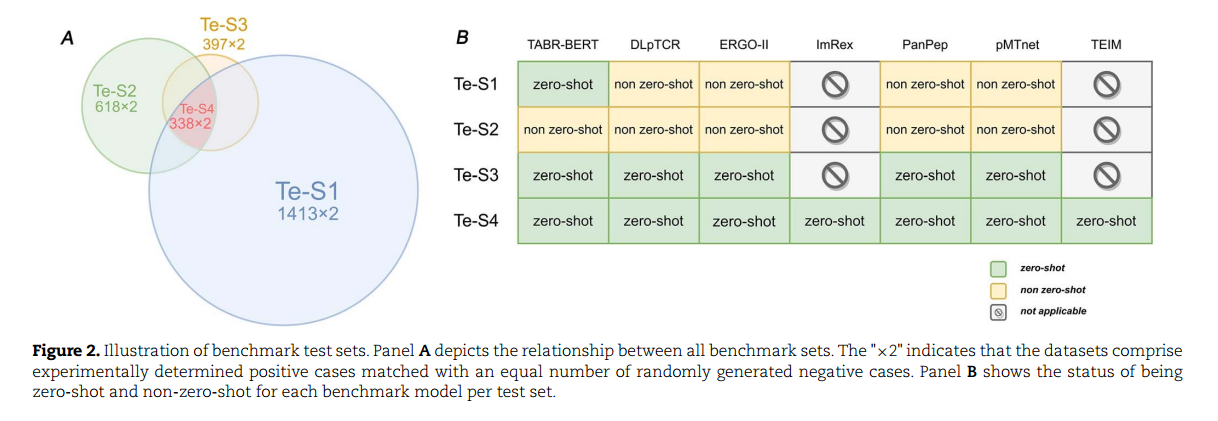 A
Te-S3
397×2
Te-S2
618×2
Te-S4
338×2
Te-S1
1413×2
B
TABR-BERT DLpTCR ERGO-II ImRex PanPep pMTnet TEIM
Te-S1 zero-shot non zero-shot non zero-shot non zero-shot non zero-shot
Te-S2 non zero-shot non zero-shot non zero-shot non zero-shot non zero-shot
Te-S3 zero-shot zero-shot zero-shot zero-shot zero-shot
Te-S4 zero-shot zero-shot zero-shot zero-shot zero-shot zero-shot zero-shot
zero-shot
non zero-shot
not applicable
Figure 2. Illustration of benchmark test sets. Panel A depicts the relationship between all benchmark sets. The "×2" indicates that the datasets comprise
experimentally determined positive cases matched with an equal number of randomly generated negative cases. Panel B shows the status of being
zero-shot and non-zero-shot for each benchmark model per test set.